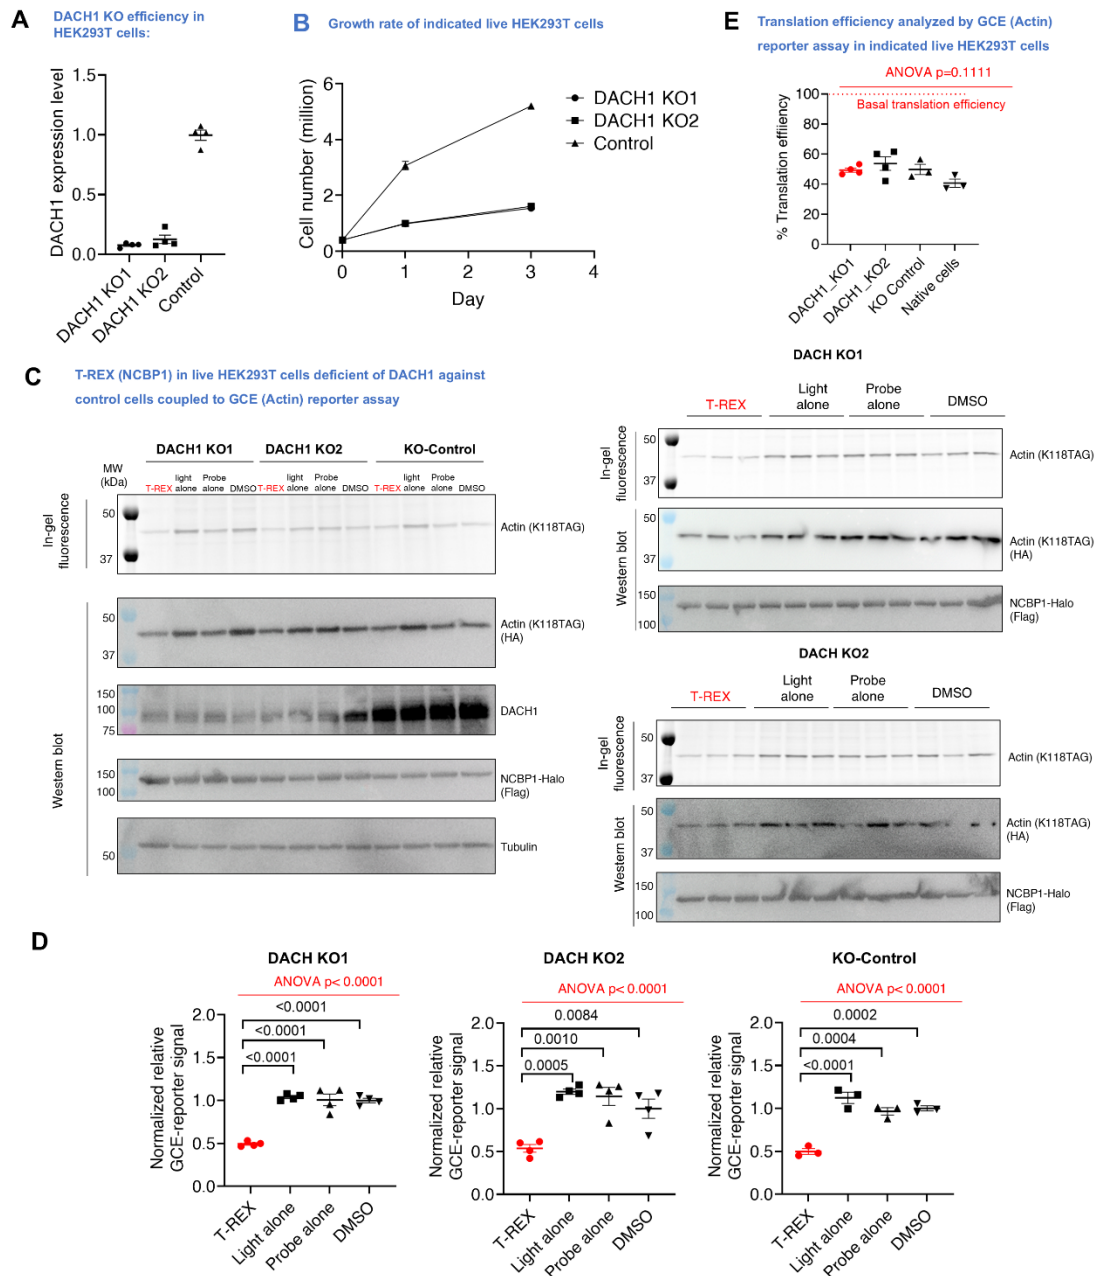 A
DACH1 KO efficiency in
HEK293T cells:
DACH1 expression level
1.5
1.0
0.5
0.0
DACH1 KO1
DACH1 KO2
Control
B
Growth rate of indicated live HEK293T cells
Cell number (million)
6
4
2
0
0
1
2
3
4
Day
DACH1 KO1
DACH1 KO2
Control
E
Translation efficiency analyzed by GCE (Actin)
reporter assay in indicated live HEK293T cells
ANOVA p=0.1111
Basal translation efficiency
% Translation effiiency
100
80
60
40
20
0
DACH1_KO1
DACH1_KO2
KO Control
Native cells
C
T-REX (NCBP1) in live HEK293T cells deficient of DACH1 against
control cells coupled to GCE (Actin) reporter assay
DACH1 KO1
DACH1 KO2
KO-Control
MW
(kDa)
T-REX
light
alone
Probe
alone
DMSO
T-REX
light
alone
Probe
alone
DMSO
T-REX
light
alone
Probe
alone
DMSO
In-gel
fluorescence
50
37
Actin (K118TAG)
Western blot
50
37
Actin (K118TAG)
(HA)
150
100
75
DACH1
150
100
NCBP1-Halo
(Flag)
50
Tubulin
DACH KO1
T-REX
Light
alone
Probe
alone
DMSO
In-gel
fluorescence
50
37
Actin (K118TAG)
Western blot
50
37
Actin (K118TAG)
(HA)
150
100
NCBP1-Halo
(Flag)
DACH KO2
T-REX
Light
alone
Probe
alone
DMSO
In-gel
fluorescence
50
37
Actin (K118TAG)
Western blot
50
37
Actin (K118TAG)
(HA)
150
100
NCBP1-Halo
(Flag)
D
DACH KO1
ANOVA p< 0.0001
<0.0001
<0.0001
<0.0001
Normalized relative
GCE-reporter signal
2.0
1.5
1.0
0.5
0.0
T-REX
Light alone
Probe alone
DMSO
DACH KO2
ANOVA p< 0.0001
0.0084
0.0010
0.0005
Normalized relative
GCE-reporter signal
2.0
1.5
1.0
0.5
0.0
T-REX
Light alone
Probe alone
DMSO
KO-Control
ANOVA p< 0.0001
0.0002
0.0004
<0.0001
Normalized relative
GCE-reporter signal
2.0
1.5
1.0
0.5
0.0
T-REX
Light alone
Probe alone
DMSO